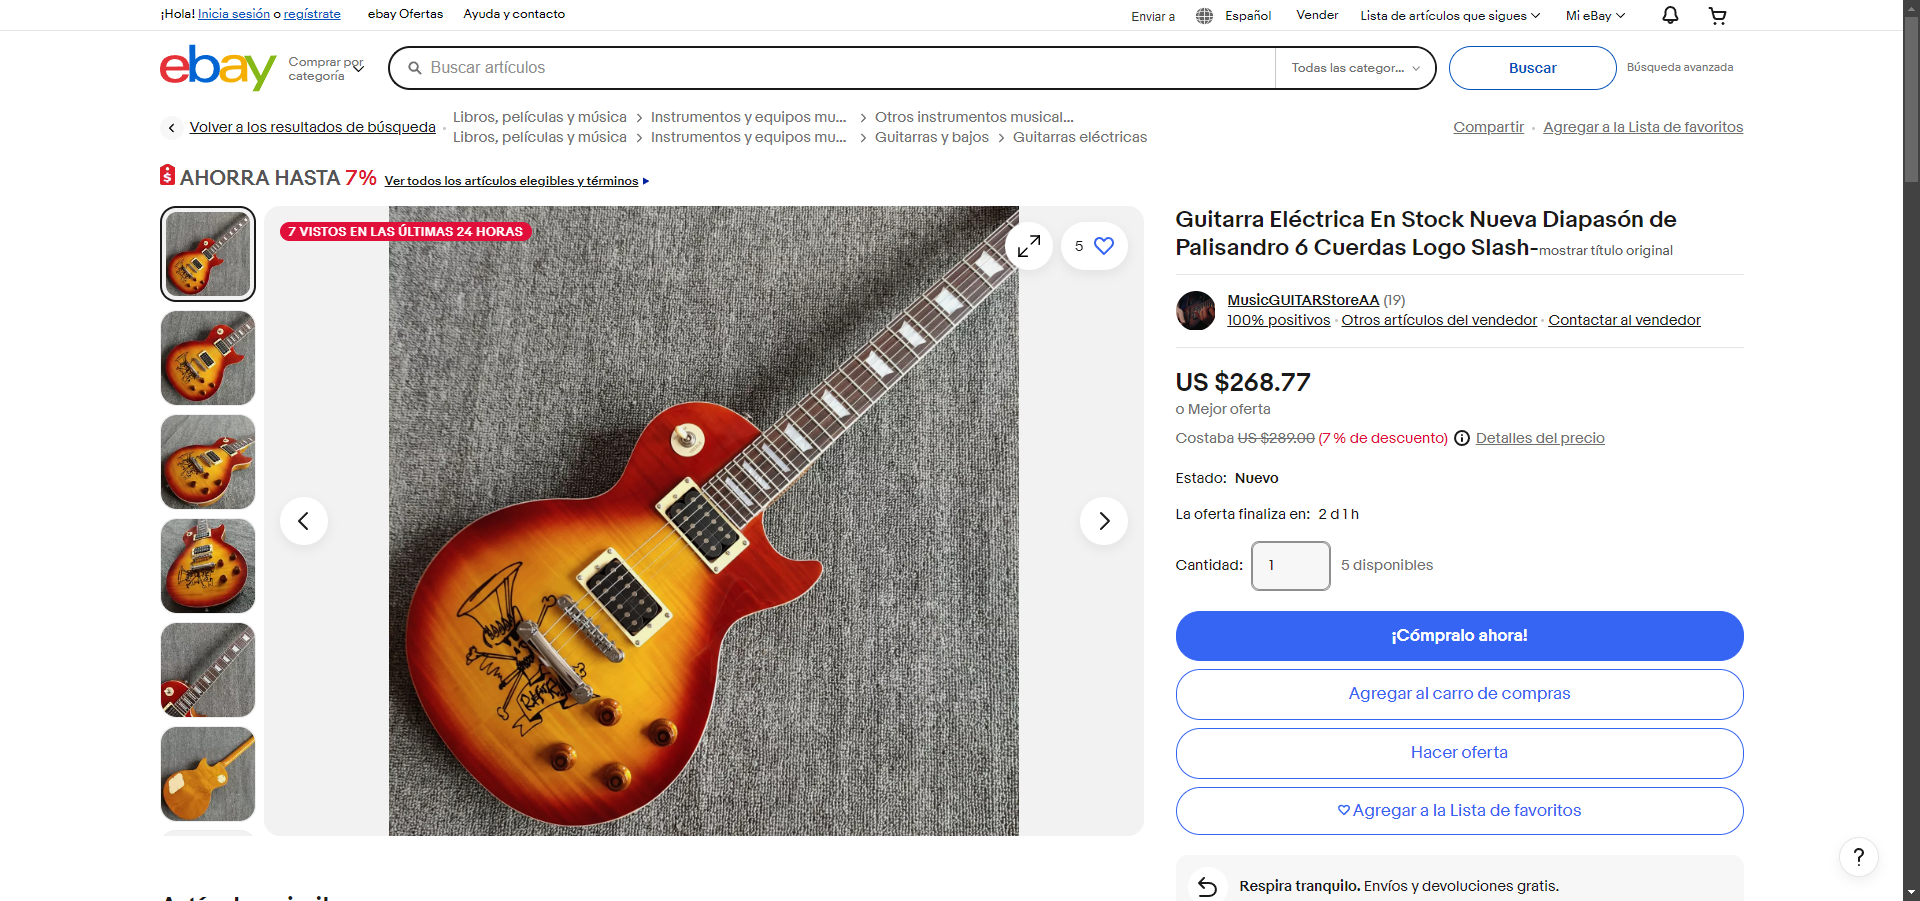 ¡Hola! Inicia sesión o regístrate
ebay Ofertas
Ayuda y contacto
Enviar a
Español
Vender
Lista de artículos que sigues
Mi eBay
ebay
Comprar por categoría
Buscar artículos
Todas las categor...
Buscar
Búsqueda avanzada
Volver a los resultados de búsqueda
Libros, películas y música
Instrumentos y equipos mu...
Otros instrumentos musical...
Libros, películas y música
Instrumentos y equipos mu...
Guitarras y bajos
Guitarras eléctricas
Compartir
Agregar a la Lista de favoritos
AHORRA HASTA 7%
Ver todos los artículos elegibles y términos
7 VISTOS EN LAS ÚLTIMAS 24 HORAS
5
Guitarra Eléctrica En Stock Nueva Diapasón de
Palisandro 6 Cuerdas Logo Slash-mostrar título original
MusicGUITARStoreAA (19)
100% positivos · Otros artículos del vendedor · Contactar al vendedor
US $268.77
o Mejor oferta
Costaba US $289.00 (7 % de descuento) Detalles del precio
Estado: Nuevo
La oferta finaliza en: 2 d 1 h
Cantidad: 1 5 disponibles
¡Cómpralo ahora!
Agregar al carro de compras
Hacer oferta
Agregar a la Lista de favoritos
?
Respira tranquilo. Envíos y devoluciones gratis.